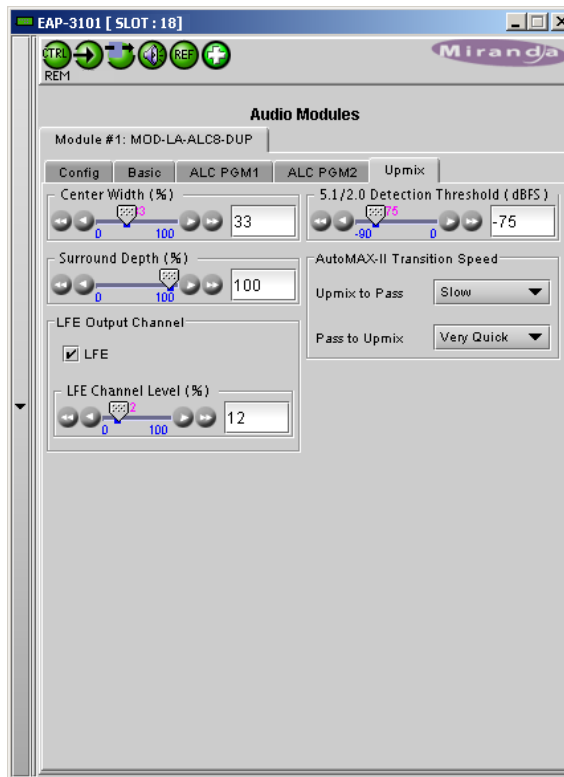 EAP-3101 [ SLOT : 18]
CTRL REF
REM
Miranda
Audio Modules
Module #1: MOD-LA-ALC8-DUP
Config Basic ALC PGM1 ALC PGM2 Upmix
Center Width (%)
33
0 100
5.1/2.0 Detection Threshold ( dBFS )
75 -75
-90 0
Surround Depth (%)
100
0 100
AutoMAX-II Transition Speed
Upmix to Pass Slow
Pass to Upmix Very Quick
LFE Output Channel
LFE
LFE Channel Level (%)
12
0 100